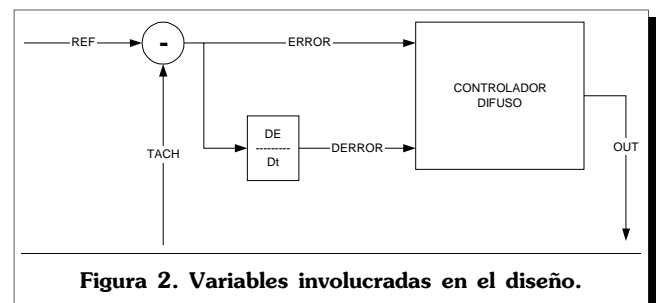 REF
-
ERROR
CONTROLADOR
DIFUSO
DE
---------
Dt
DERROR
TACH
OUT
Figura 2. Variables involucradas en el diseño.